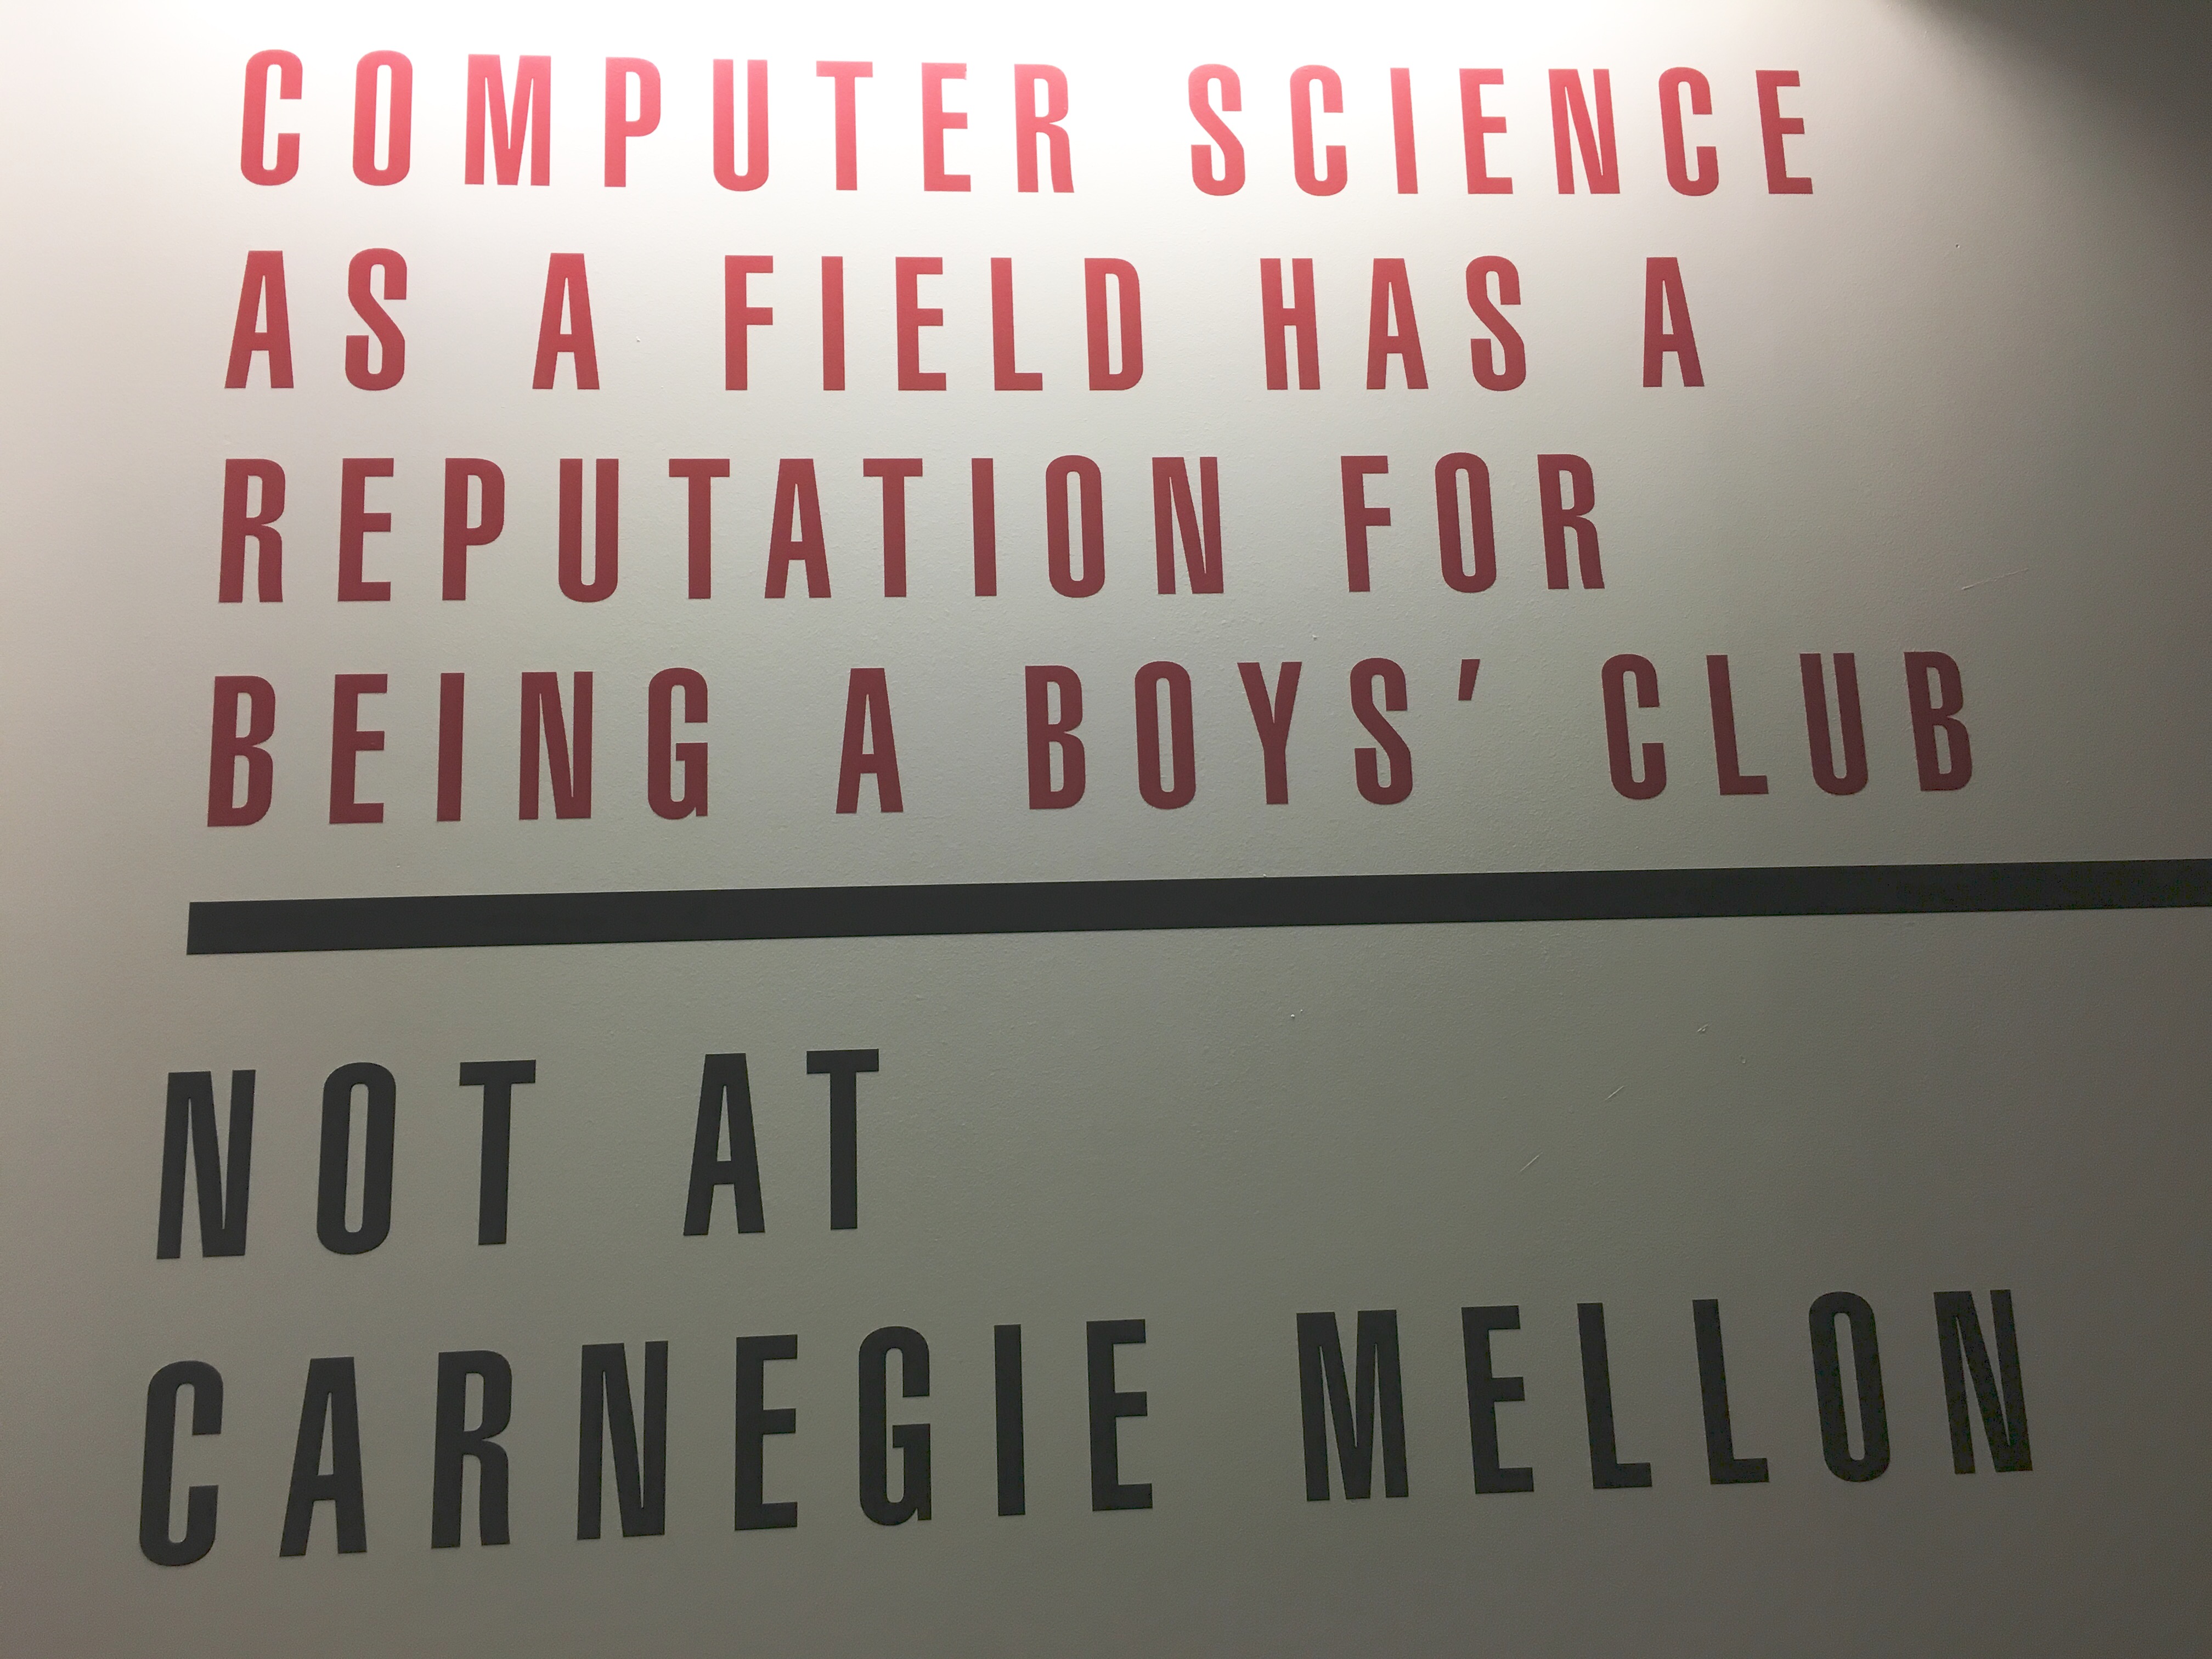 COMPUTER SCIENCE
AS A FIELD HAS A
REPUTATION FOR
BEING A BOYS' CLUB
NOT AT
CARNEGIE MELLON